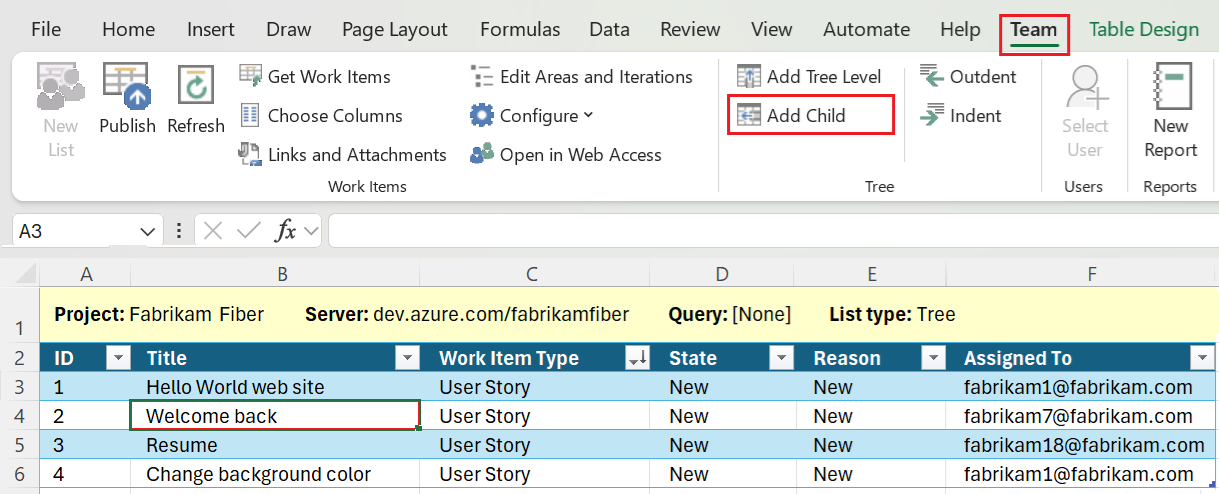 File Home Insert Draw Page Layout Formulas Data Review View Automate Help Team Table Design
Get Work Items Edit Areas and Iterations Add Tree Level Outdent
New List Publish Refresh Choose Columns Configure Add Child Indent Select User New Report
Links and Attachments Open in Web Access
Work Items Tree Users Reports
A3 fx
A B C D E F
1 Project: Fabrikam Fiber Server: dev.azure.com/fabrikamfiber Query: [None] List type: Tree
2 ID Title Work Item Type State Reason Assigned To
3 1 Hello World web site User Story New New fabrikam1@fabrikam.com
4 2 Welcome back User Story New New fabrikam7@fabrikam.com
5 3 Resume User Story New New fabrikam18@fabrikam.com
6 4 Change background color User Story New New fabrikam1@fabrikam.com